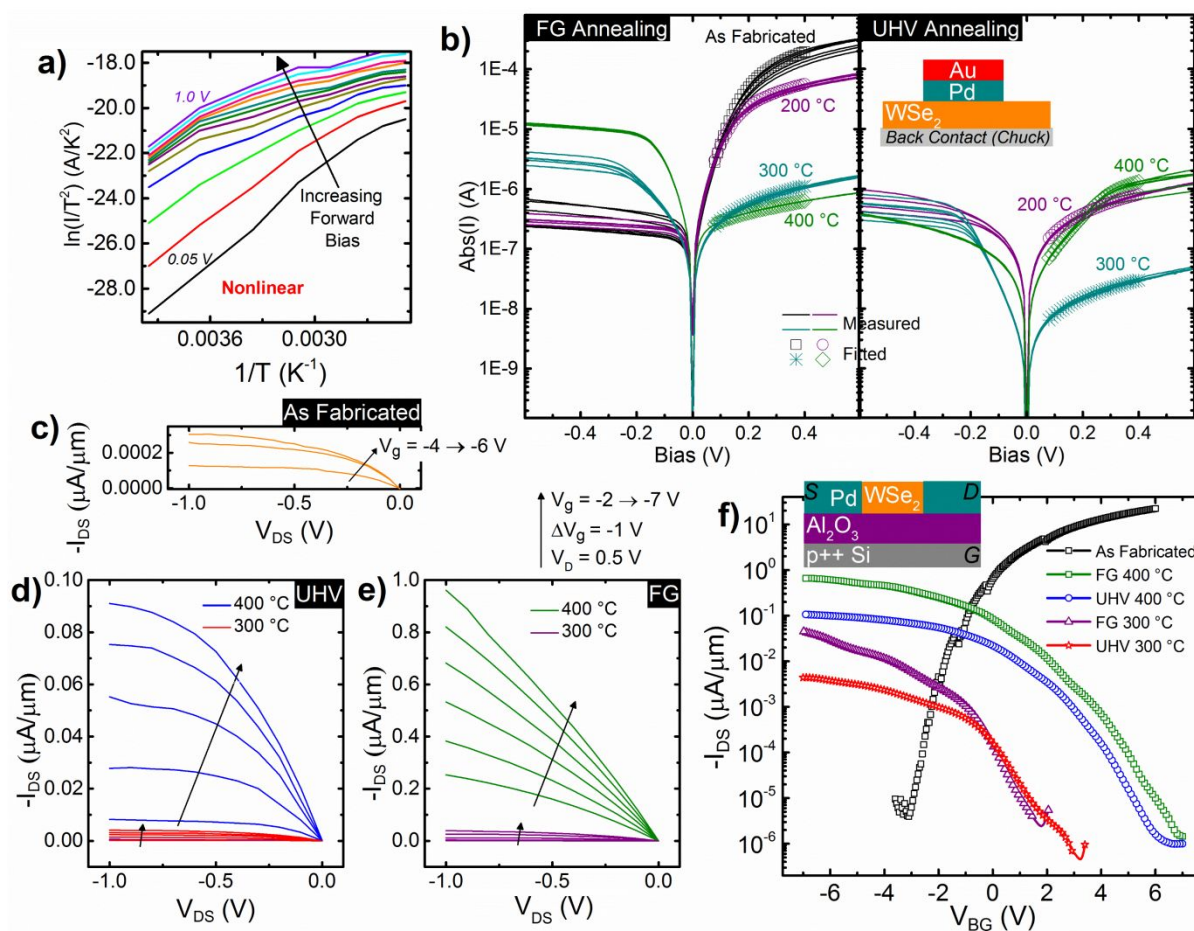 a)
ln(I/T²) (A/K²)
-18.0
-20.0
-22.0
-24.0
-26.0
-28.0
1.0 V
0.05 V
Increasing
Forward
Bias
Nonlinear
0.0036
0.0030
1/T (K⁻¹)
b)
FG Annealing
UHV Annealing
Abs(I) (A)
1E-4
1E-5
1E-6
1E-7
1E-8
1E-9
As Fabricated
200 °C
300 °C
400 °C
Measured
Fitted
-0.4
-0.2
0.0
0.2
0.4
Bias (V)
Au
Pd
WSe₂
Back Contact (Chuck)
400 °C
200 °C
300 °C
-0.4
-0.2
0.0
0.2
0.4
Bias (V)
c)
As Fabricated
-I_DS (µA/µm)
0.0002
0.0000
V_g = -4 → -6 V
-1.0
-0.5
0.0
V_DS (V)
V_g = -2 → -7 V
ΔV_g = -1 V
V_D = 0.5 V
d)
UHV
-I_DS (µA/µm)
0.10
0.08
0.06
0.04
0.02
0.00
400 °C
300 °C
-1.0
-0.5
0.0
V_DS (V)
e)
FG
-I_DS (µA/µm)
1.0
0.8
0.6
0.4
0.2
0.0
400 °C
300 °C
-1.0
-0.5
0.0
V_DS (V)
f)
S
Pd
WSe₂
D
Al₂O₃
p++ Si
G
-I_DS (µA/µm)
10¹
10⁰
10⁻¹
10⁻²
10⁻³
10⁻⁴
10⁻⁵
10⁻⁶
As Fabricated
FG 400 °C
UHV 400 °C
FG 300 °C
UHV 300 °C
-6
-4
-2
0
2
4
6
V_BG (V)